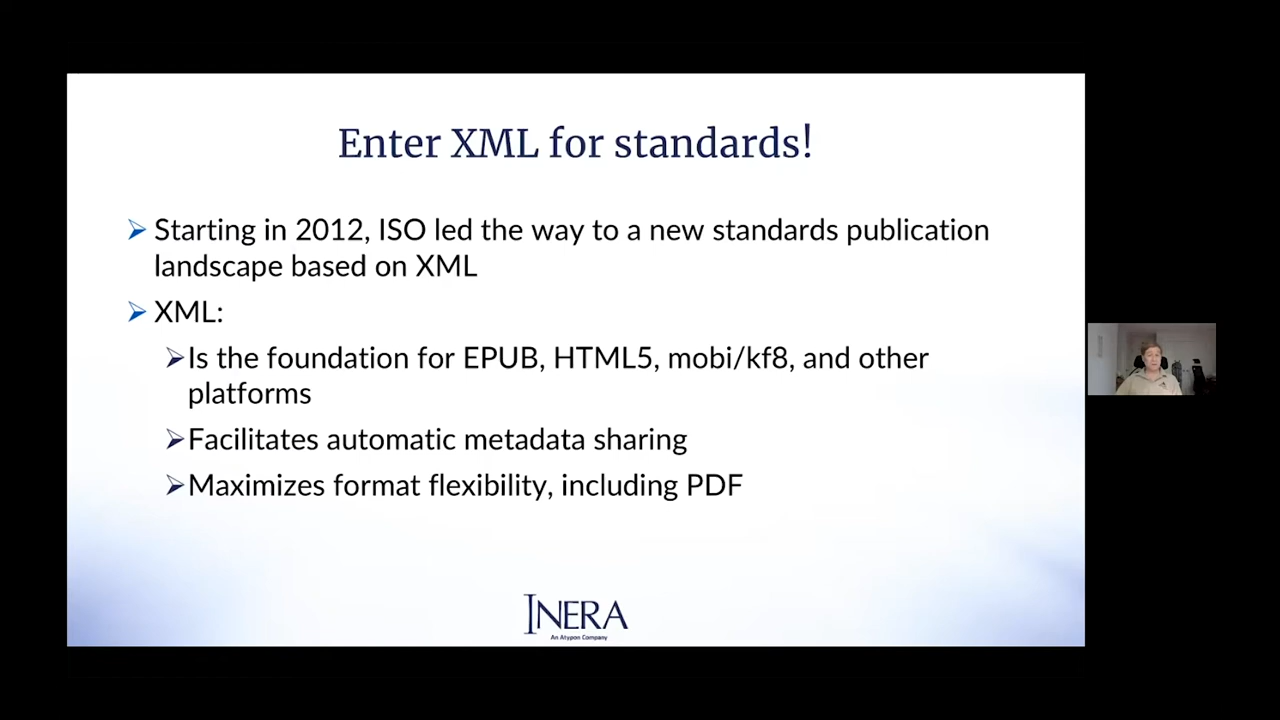 Enter XML for standards!
➢ Starting in 2012, ISO led the way to a new standards publication
landscape based on XML
➢ XML:
➢Is the foundation for EPUB, HTML5, mobi/kf8, and other
platforms
➢Facilitates automatic metadata sharing
➢Maximizes format flexibility, including PDF
INERA
An Atypon Company